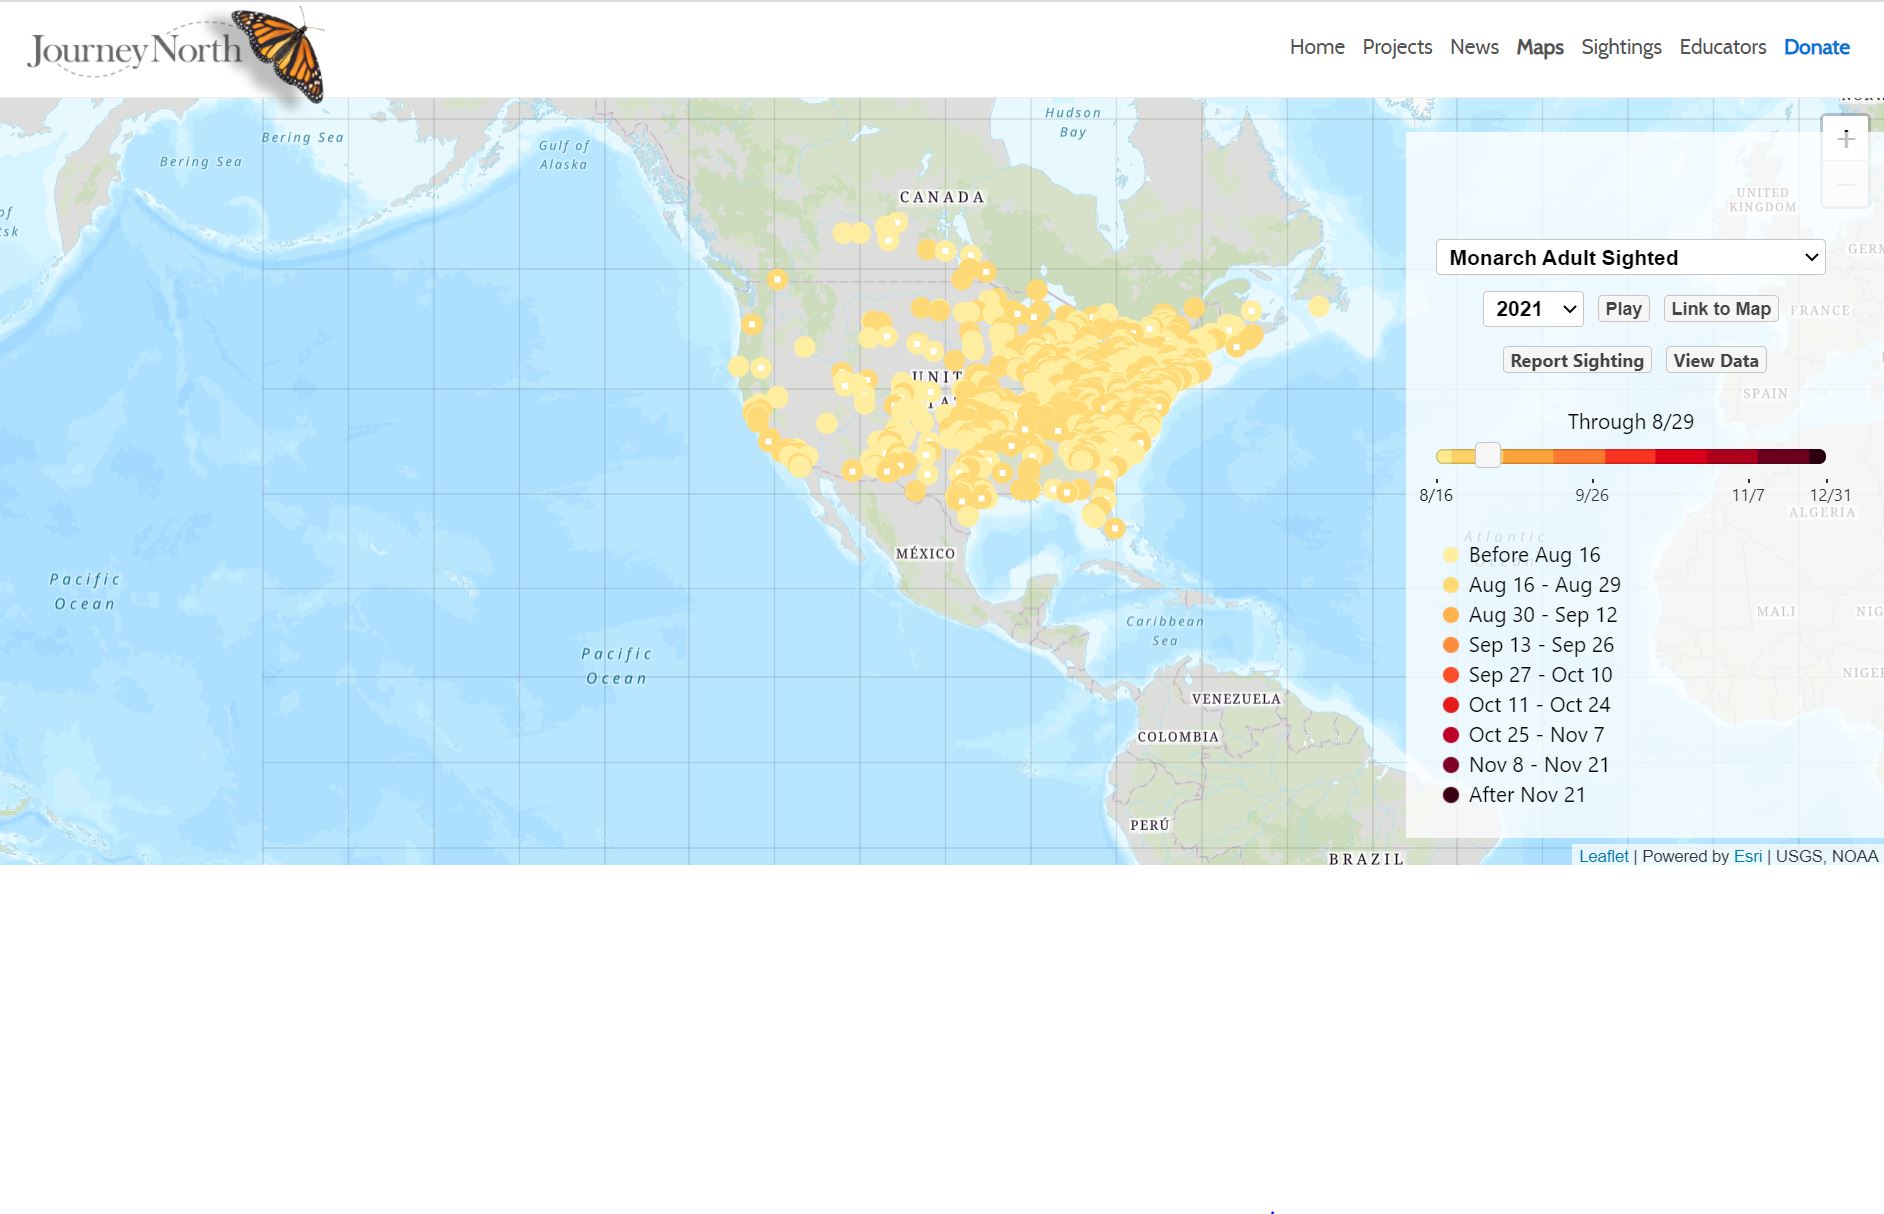 Journey North
Home Projects News Maps Sightings Educators Donate
Hudson
Bay
Bering Sea
Bering Sea
Gulf of
Alaska
CANADA
UNITED
KINGDOM
Monarch Adult Sighted
2021 Play Link to Map
FRANCE
Report Sighting View Data
UNIT
SPAIN
Through 8/29
8/16 9/26 11/7 12/31
ALGERIA
Atlantic
MÉXICO
Before Aug 16
Aug 16 - Aug 29
Aug 30 - Sep 12
Sep 13 - Sep 26
Sep 27 - Oct 10
Oct 11 - Oct 24
Oct 25 - Nov 7
Nov 8 - Nov 21
After Nov 21
Pacific
Ocean
MALI
NIG
Caribbean
Sea
Pacific
Ocean
NIGE
VENEZUELA
COLOMBIA
PERÚ
BRAZIL
Leaflet | Powered by Esri | USGS, NOAA